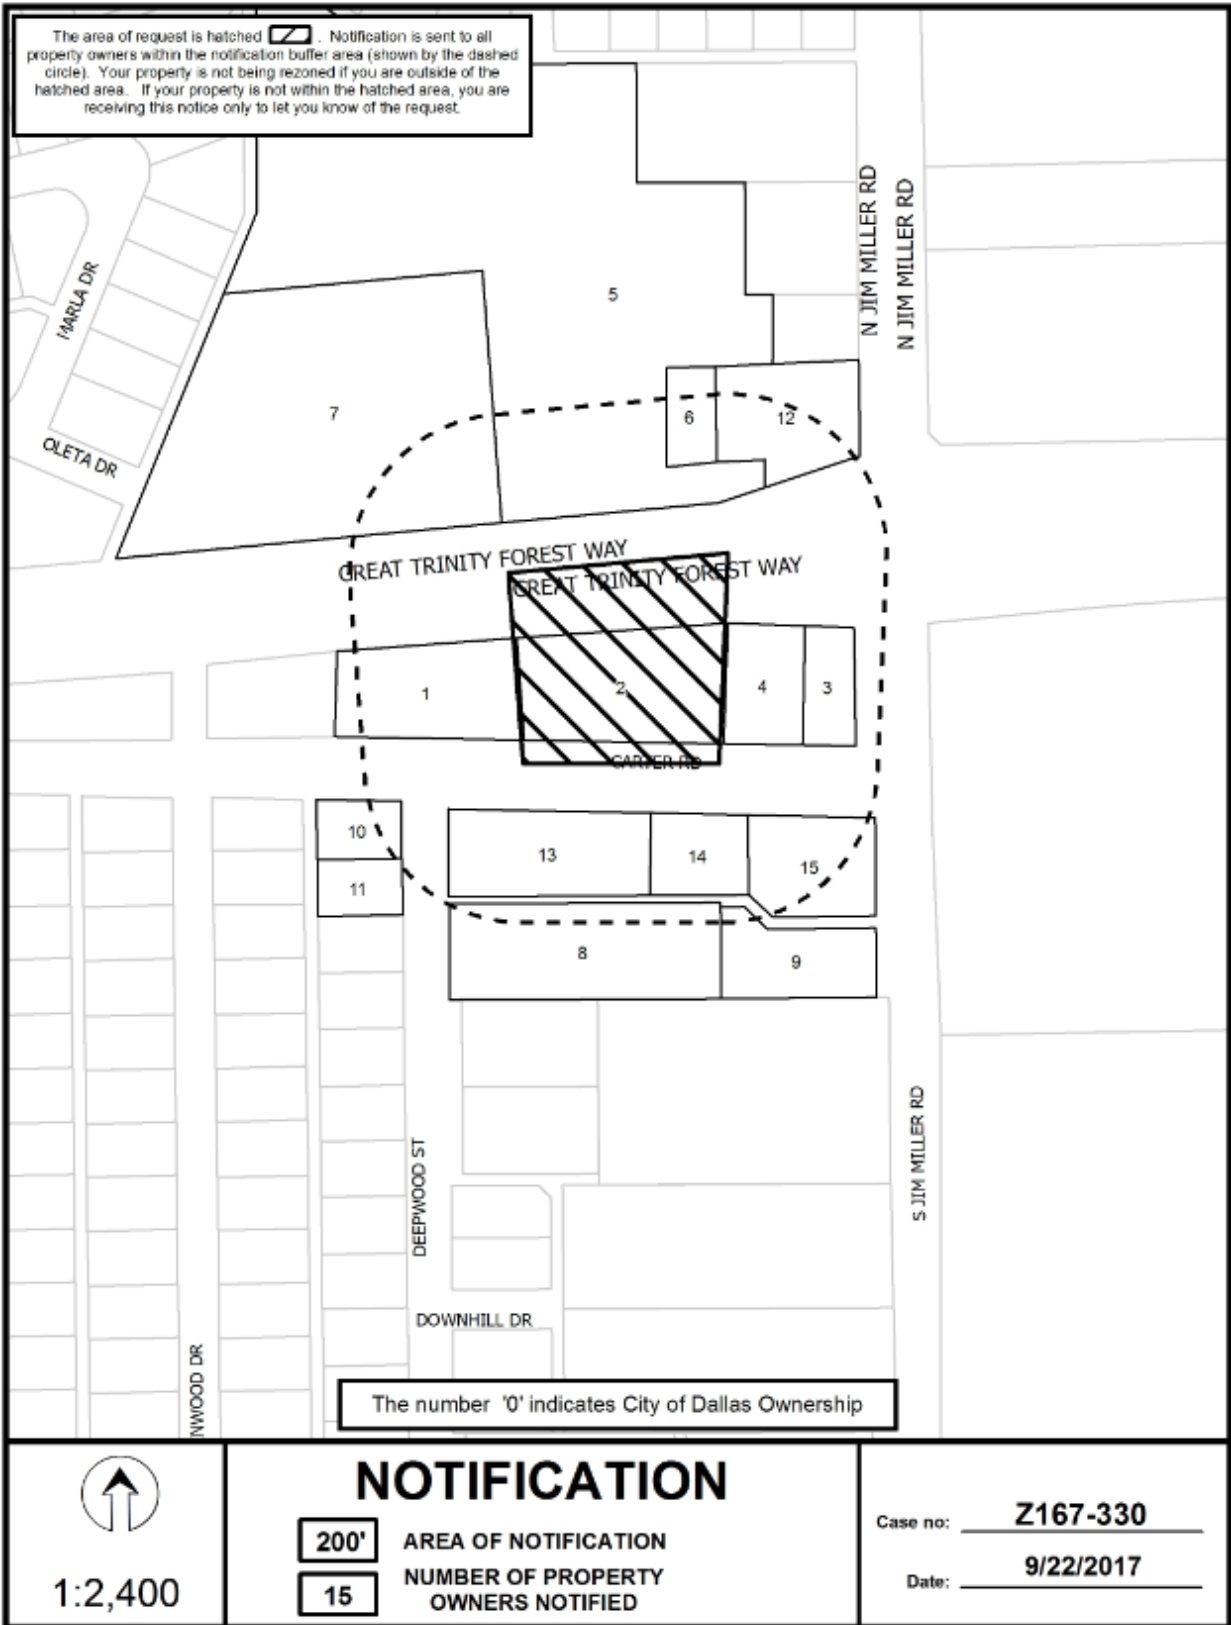 The area of request is hatched . Notification is sent to all
property owners within the notification buffer area (shown by the dashed
circle). Your property is not being rezoned if you are outside of the
hatched area. If your property is not within the hatched area, you are
receiving this notice only to let you know of the request.
N JIM MILLER RD
N JIM MILLER RD
MARLA DR
5
7
6
12
OLETA DR
GREAT TRINITY FOREST WAY
GREAT TRINITY FOREST WAY
1
2
4
3
CARTER RD
10
13
14
15
11
8
9
S JIM MILLER RD
DEEPWOOD ST
DOWNHILL DR
NWOOD DR
The number '0' indicates City of Dallas Ownership
1:2,400
NOTIFICATION
200' AREA OF NOTIFICATION
15 NUMBER OF PROPERTY
OWNERS NOTIFIED
Case no: Z167-330
Date: 9/22/2017